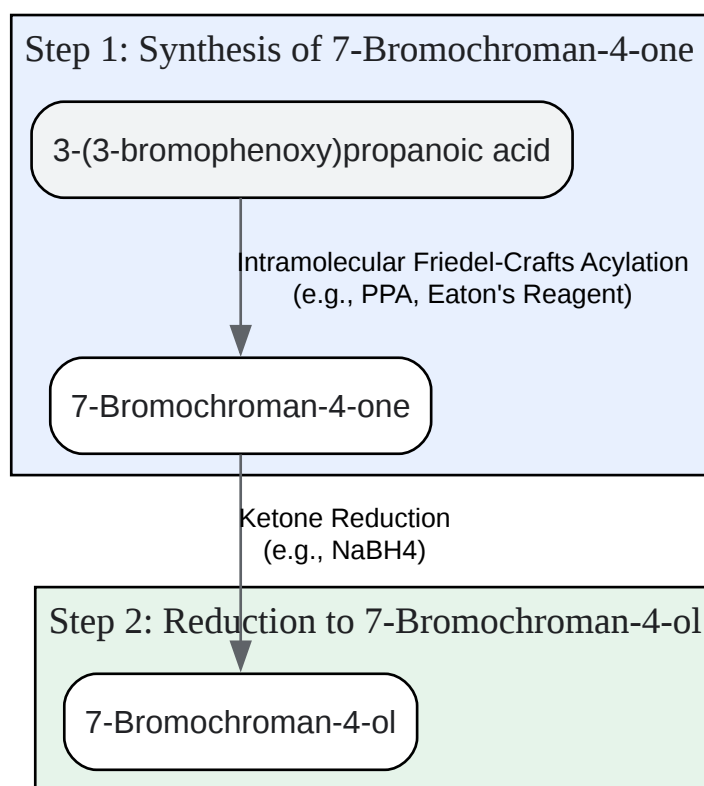 Step 1: Synthesis of 7-Bromochroman-4-one
3-(3-bromophenoxy)propanoic acid
Intramolecular Friedel-Crafts Acylation
(e.g., PPA, Eaton's Reagent)
7-Bromochroman-4-one
Ketone Reduction
(e.g., NaBH4)
Step 2: Reduction to 7-Bromochroman-4-ol
7-Bromochroman-4-ol